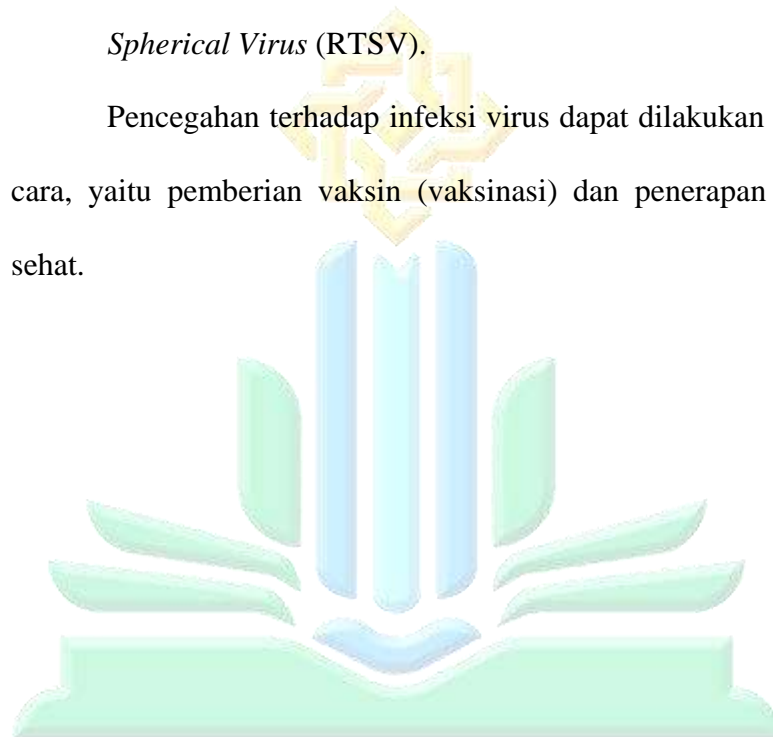 Spherical Virus (RTSV).
Pencegahan terhadap infeksi virus dapat dilakukan
cara, yaitu pemberian vaksin (vaksinasi) dan penerapan
sehat.